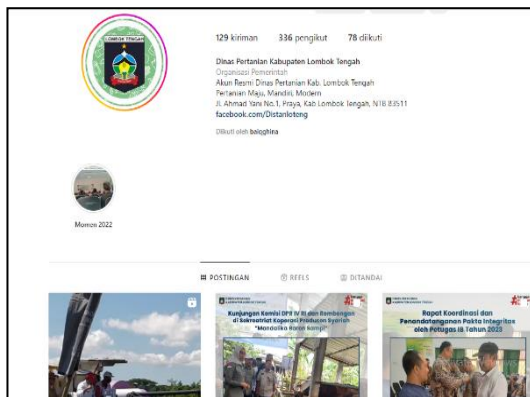 LOMBOK TENGAH
129 kiriman 336 pengikut 78 diikuti
Dinas Pertanian Kabupaten Lombok Tengah
Organisasi Pemerintah
Akun Resmi Dinas Pertanian Kab. Lombok Tengah
Pertanian Maju, Mandiri, Modern
Jl. Ahmad Yani No.1, Praya, Kab Lombok Tengah, NTB 83511
facebook.com/Distanloteng
Diikuti oleh baiqghina
Momen 2022
POSTINGAN REELS DITANDAI
Kunjungan Komisi DPR IV RI dan Rombongan
di Sekretariat Koperasi Produsen Syariah
Rapat Koordinasi dan
Penandatanganan Pakta Integritas
oleh Petugas IB Tahun 2023